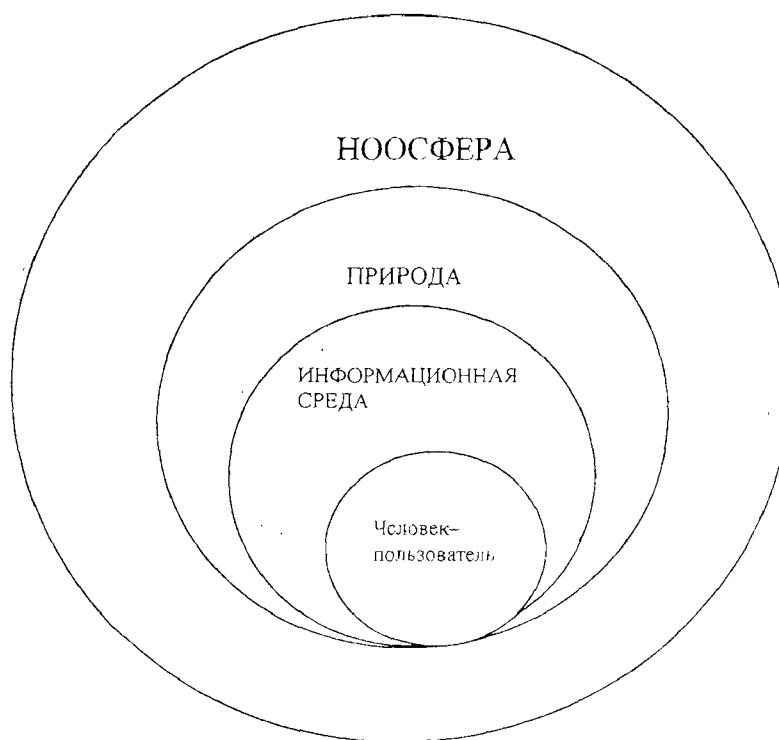 НООСФЕРА
ПРИРОДА
ИНФОРМАЦИОННАЯ
СРЕДА
Человек–
пользователь